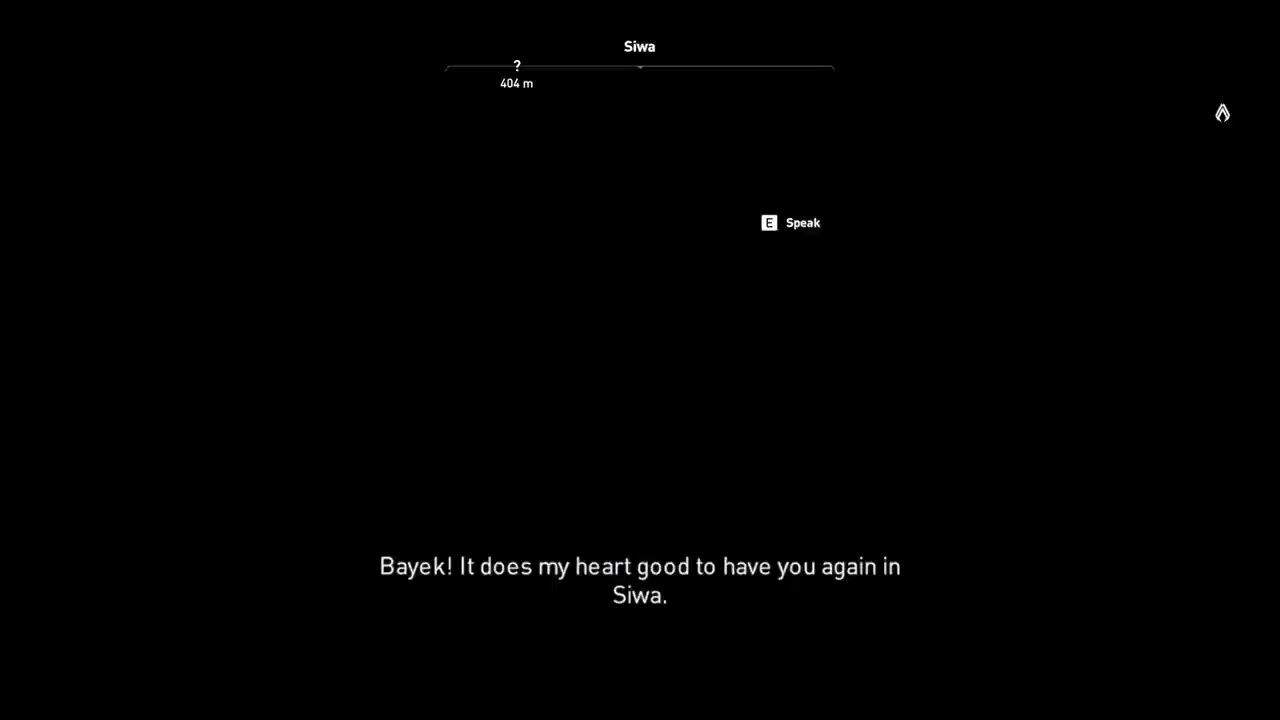 Siwa
?
404 m
E Speak
Bayek! It does my heart good to have you again in
Siwa.